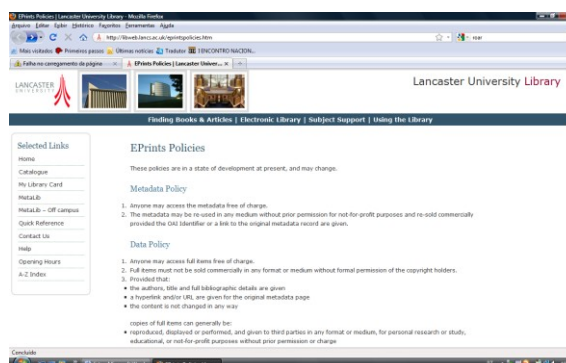 EPrints Policies | Lancaster University Library - Mozilla Firefox
Arquivo Editar Exibir Histórico Favoritos Ferramentas Ajuda
http://libweb.lancs.ac.uk/eprintspolicies.htm
roar
Mais visitados Primeiros passos Últimas notícias Tradutor I ENCONTRO NACION...
Falha no carregamento da página
EPrints Policies | Lancaster Univer...
LANCASTER
UNIVERSITY
Lancaster University Library
Finding Books & Articles | Electronic Library | Subject Support | Using the Library
Selected Links
Home
Catalogue
My Library Card
MetaLib
MetaLib - Off campus
Quick Reference
Contact Us
Help
Opening Hours
A-Z Index
EPrints Policies
These policies are in a state of development at present, and may change.
Metadata Policy
1. Anyone may access the metadata free of charge.
2. The metadata may be re-used in any medium without prior permission for not-for-profit purposes and re-sold commercially
provided the OAI Identifier or a link to the original metadata record are given.
Data Policy
1. Anyone may access full items free of charge.
2. Full items must not be sold commercially in any format or medium without formal permission of the copyright holders.
3. Provided that:
• the authors, title and full bibliographic details are given
• a hyperlink and/or URL are given for the original metadata page
• the content is not changed in any way
copies of full items can generally be:
• reproduced, displayed or performed, and given to third parties in any format or medium, for personal research or study,
educational, or not-for-profit purposes without prior permission or charge
Concluído